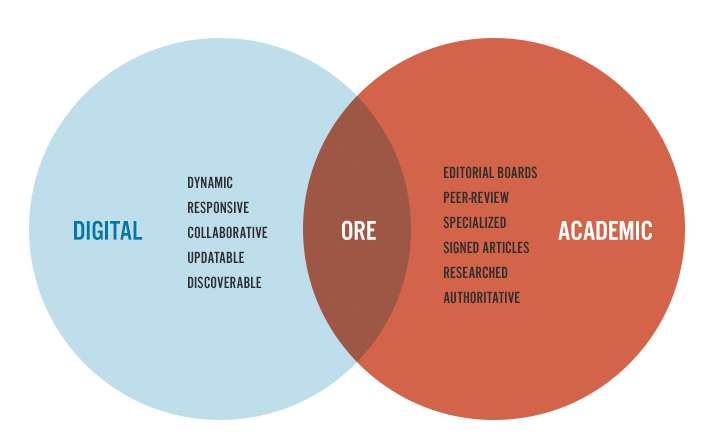 DIGITAL
DYNAMIC
RESPONSIVE
COLLABORATIVE
UPDATABLE
DISCOVERABLE
ORE
EDITORIAL BOARDS
PEER-REVIEW
SPECIALIZED
SIGNED ARTICLES
RESEARCHED
AUTHORITATIVE
ACADEMIC